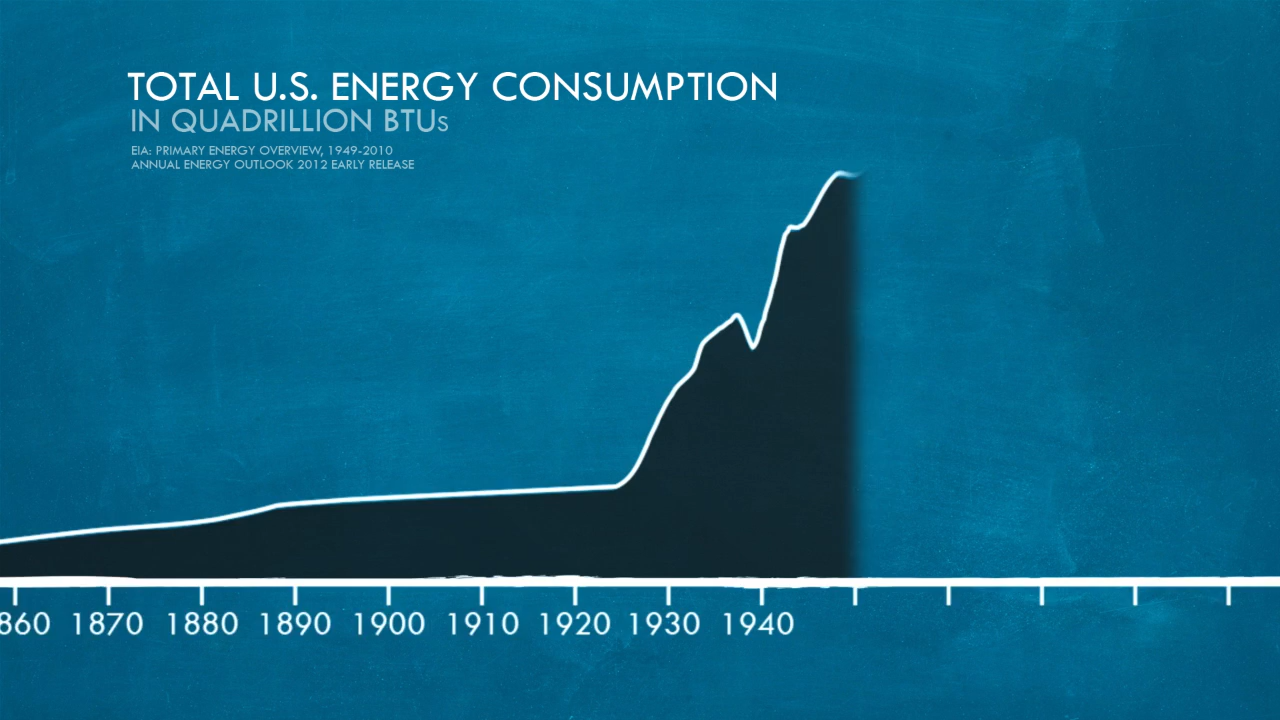 TOTAL U.S. ENERGY CONSUMPTION
IN QUADRILLION BTUs
EIA: PRIMARY ENERGY OVERVIEW, 1949-2010
ANNUAL ENERGY OUTLOOK 2012 EARLY RELEASE
860 1870 1880 1890 1900 1910 1920 1930 1940